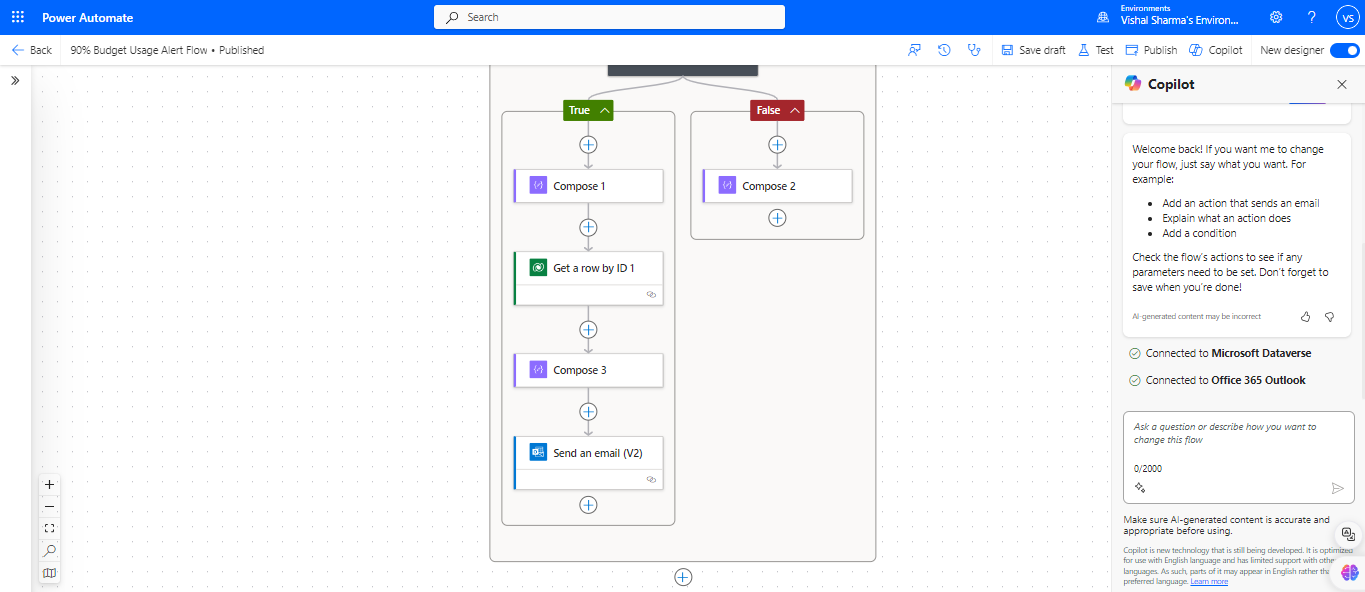 Power Automate
Search
Environments
Vishal Sharma's Environ...
VS
Back
90% Budget Usage Alert Flow • Published
Save draft
Test
Publish
Copilot
New designer
True
False
Compose 1
Compose 2
Get a row by ID 1
Compose 3
Send an email (V2)
Copilot
Welcome back! If you want me to change
your flow, just say what you want. For
example:
• Add an action that sends an email
• Explain what an action does
• Add a condition
Check the flow's actions to see if any
parameters need to be set. Don't forget to
save when you're done!
AI-generated content may be incorrect
Connected to Microsoft Dataverse
Connected to Office 365 Outlook
Ask a question or describe how you want to
change this flow
0/2000
Make sure AI-generated content is accurate and
appropriate before using.
Copilot is new technology that is still being developed. It is optimized
for use with English language and has limited support with other
languages. As such, parts of it may appear in English rather
preferred language. Learn more